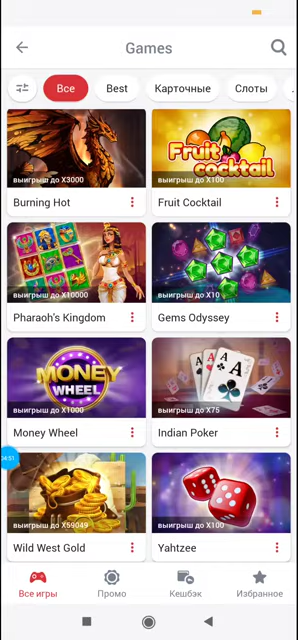 Games
Все
Best
Карточные
Слоты
выигрыш до X3000
Burning Hot
Fruit cocktail
выигрыш до X100
Fruit Cocktail
выигрыш до X10000
Pharaoh's Kingdom
выигрыш до X10
Gems Odyssey
MONEY
WHEEL
выигрыш до X1000
Money Wheel
A A A A
выигрыш до X75
Indian Poker
04:51
выигрыш до X59049
Wild West Gold
выигрыш до X100
Yahtzee
Все игры
Промо
Кешбэк
Избранное